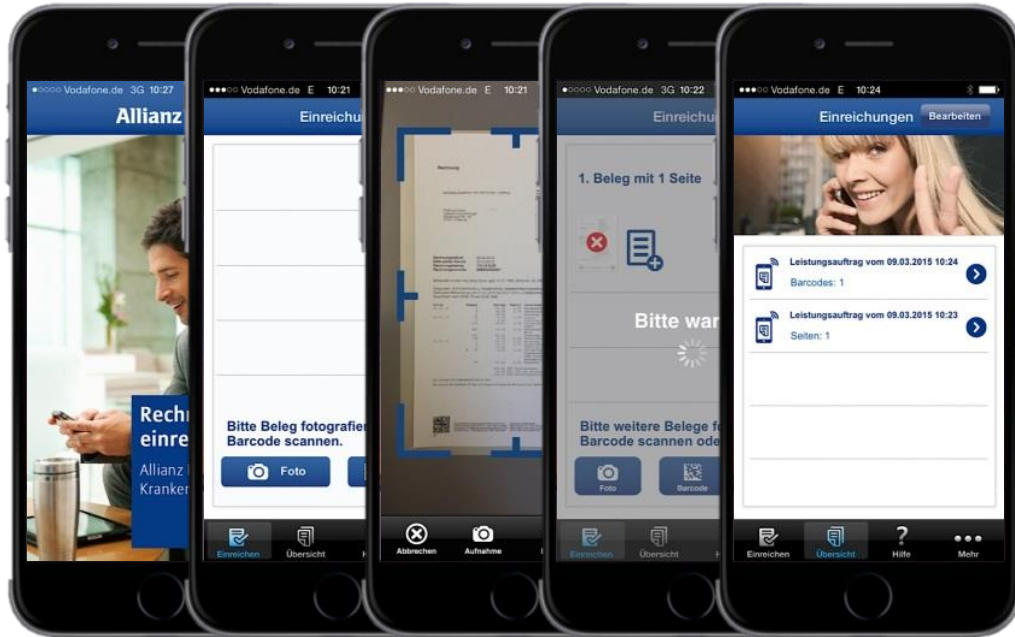 ●○○○○ Vodafone.de 3G 10:27
Allianz
Rechn
einre
Allianz
Kranken
●●●○○ Vodafone.de E 10:21
Einreichu
Bitte Beleg fotografie
Barcode scannen.
Foto
Einreichen
Übersicht
H
●●●○○ Vodafone.de E 10:21
Rechnung
Abbrechen
Aufnahme
●○○○○ Vodafone.de 3G 10:22
Einreichu
1. Beleg mit 1 Seite
Bitte war
Bitte weitere Belege f
Barcode scannen ode
Foto
Barcode
Einreichen
Übersicht
H
●●●○○ Vodafone.de E 10:24
Einreichungen
Bearbeiten
Leistungsauftrag vom 09.03.2015 10:24
Barcodes: 1
Leistungsauftrag vom 09.03.2015 10:23
Seiten: 1
Einreichen
Übersicht
Hilfe
Mehr